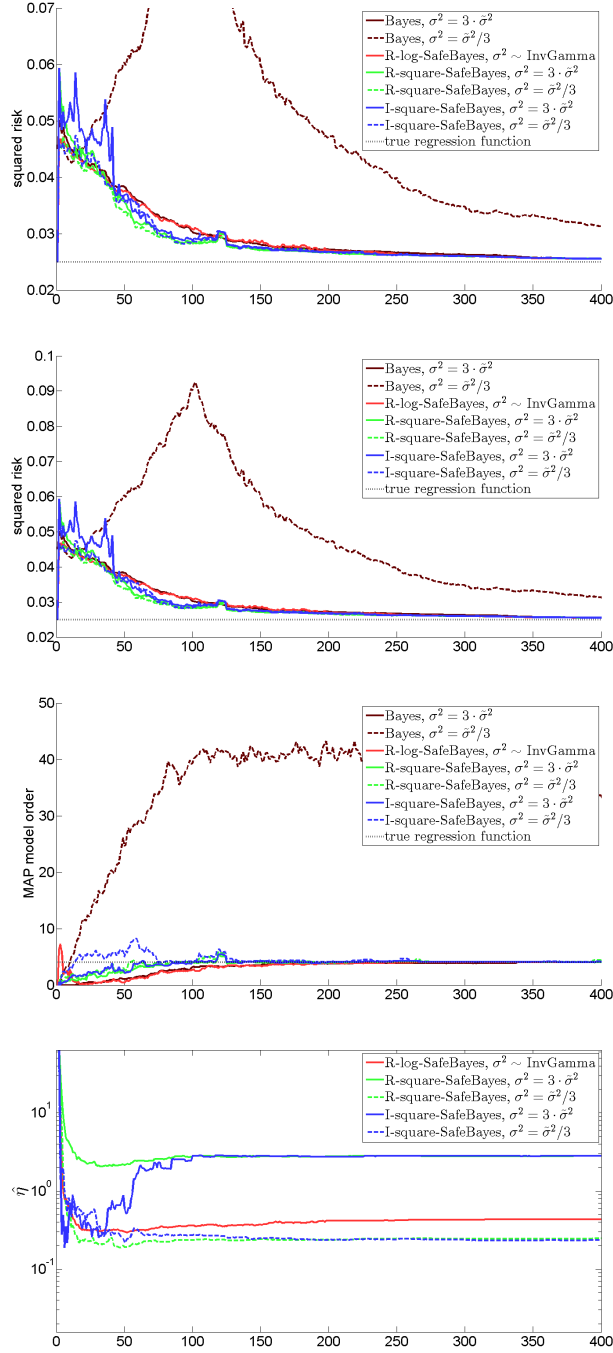 0.07
0.06
0.05
0.04
0.03
0.02
squared risk
0 50 100 150 200 250 300 350 400
Bayes, σ² = 3 · σ̃²
Bayes, σ² = σ̃²/3
R-log-SafeBayes, σ² ∼ InvGamma
R-square-SafeBayes, σ² = 3 · σ̃²
R-square-SafeBayes, σ² = σ̃²/3
I-square-SafeBayes, σ² = 3 · σ̃²
I-square-SafeBayes, σ² = σ̃²/3
true regression function
0.1
0.09
0.08
0.07
0.06
0.05
0.04
0.03
0.02
squared risk
0 50 100 150 200 250 300 350 400
Bayes, σ² = 3 · σ̃²
Bayes, σ² = σ̃²/3
R-log-SafeBayes, σ² ∼ InvGamma
R-square-SafeBayes, σ² = 3 · σ̃²
R-square-SafeBayes, σ² = σ̃²/3
I-square-SafeBayes, σ² = 3 · σ̃²
I-square-SafeBayes, σ² = σ̃²/3
true regression function
50
40
30
20
10
0
MAP model order
0 50 100 150 200 250 300 350 400
Bayes, σ² = 3 · σ̃²
Bayes, σ² = σ̃²/3
R-log-SafeBayes, σ² ∼ InvGamma
R-square-SafeBayes, σ² = 3 · σ̃²
R-square-SafeBayes, σ² = σ̃²/3
I-square-SafeBayes, σ² = 3 · σ̃²
I-square-SafeBayes, σ² = σ̃²/3
true regression function
10¹
10⁰
10⁻¹
η̂
0 50 100 150 200 250 300 350 400
R-log-SafeBayes, σ² ∼ InvGamma
R-square-SafeBayes, σ² = 3 · σ̃²
R-square-SafeBayes, σ² = σ̃²/3
I-square-SafeBayes, σ² = 3 · σ̃²
I-square-SafeBayes, σ² = σ̃²/3